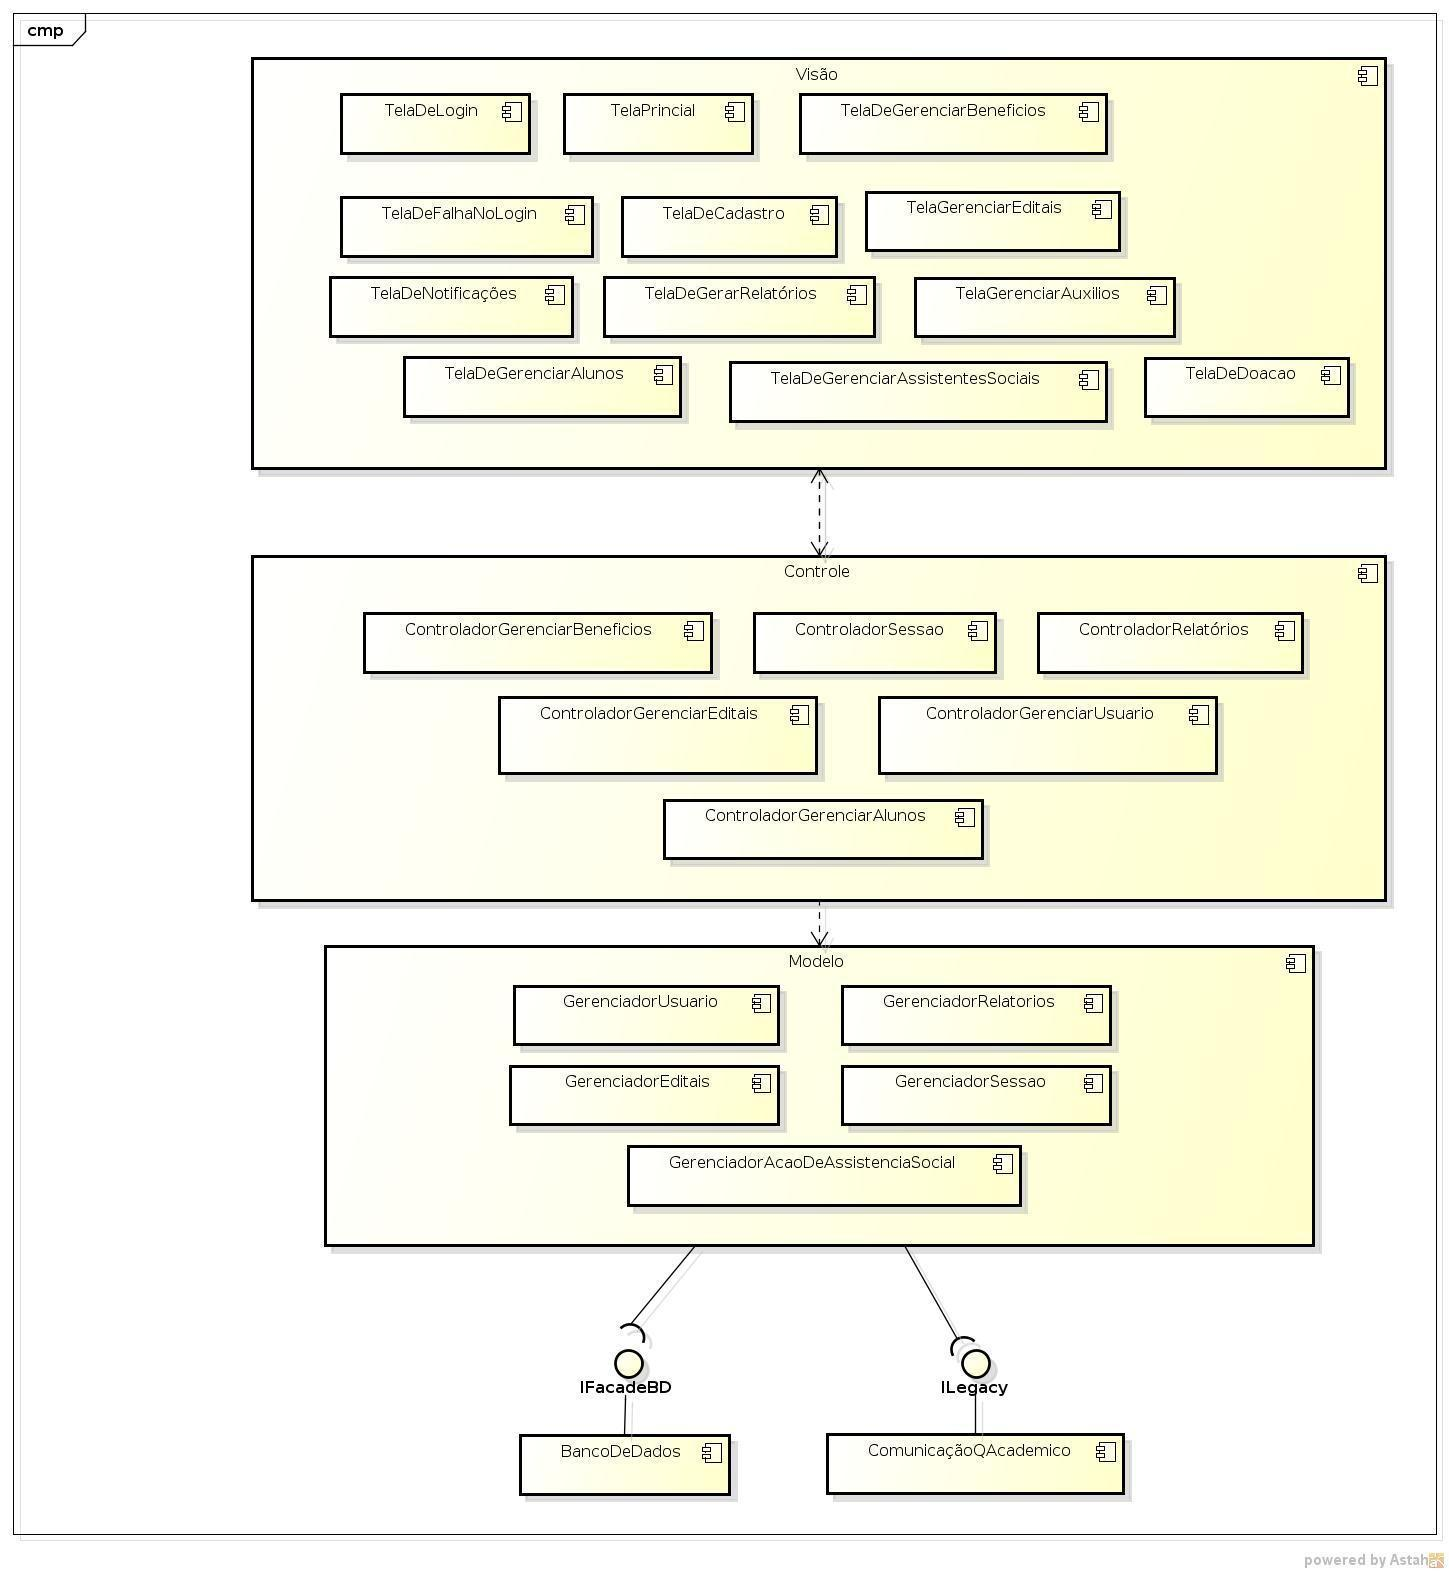 cmp
Visão
TelaDeLogin
TelaPrincial
TelaDeGerenciarBeneficios
TelaDeFalhaNoLogin
TelaDeCadastro
TelaGerenciarEditais
TelaDeNotificações
TelaDeGerarRelatórios
TelaGerenciarAuxilios
TelaDeGerenciarAlunos
TelaDeGerenciarAssistentesSociais
TelaDeDoacao
Controle
ControladorGerenciarBeneficios
ControladorSessao
ControladorRelatórios
ControladorGerenciarEditais
ControladorGerenciarUsuario
ControladorGerenciarAlunos
Modelo
GerenciadorUsuario
GerenciadorRelatorios
GerenciadorEditais
GerenciadorSessao
GerenciadorAcaoDeAssistenciaSocial
IFacadeBD
ILegacy
BancoDeDados
ComunicaçãoQAcademico
powered by Astah